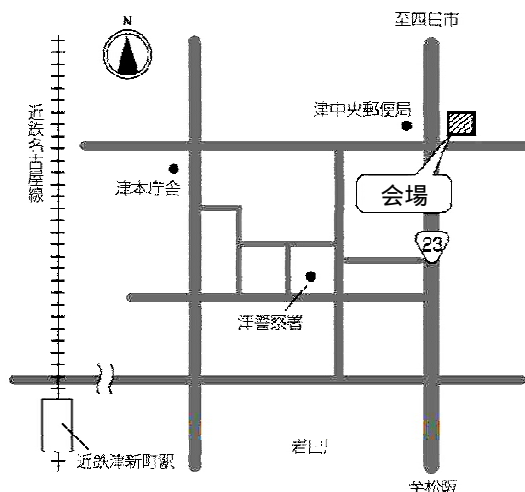 N
至四日市
津中央郵便局
近鉄名古屋線
津本庁舎
会場
23
津警察署
岩田川
近鉄津新町駅
至松阪